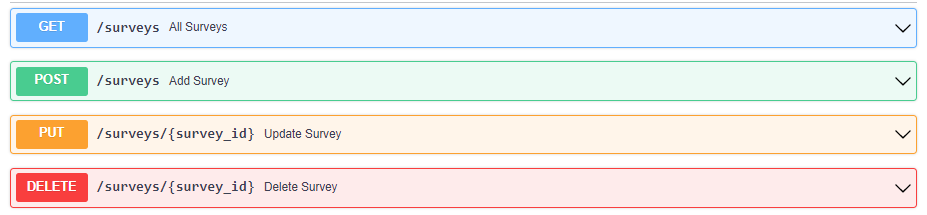 GET /surveys All Surveys
POST /surveys Add Survey
PUT /surveys/{survey_id} Update Survey
DELETE /surveys/{survey_id} Delete Survey